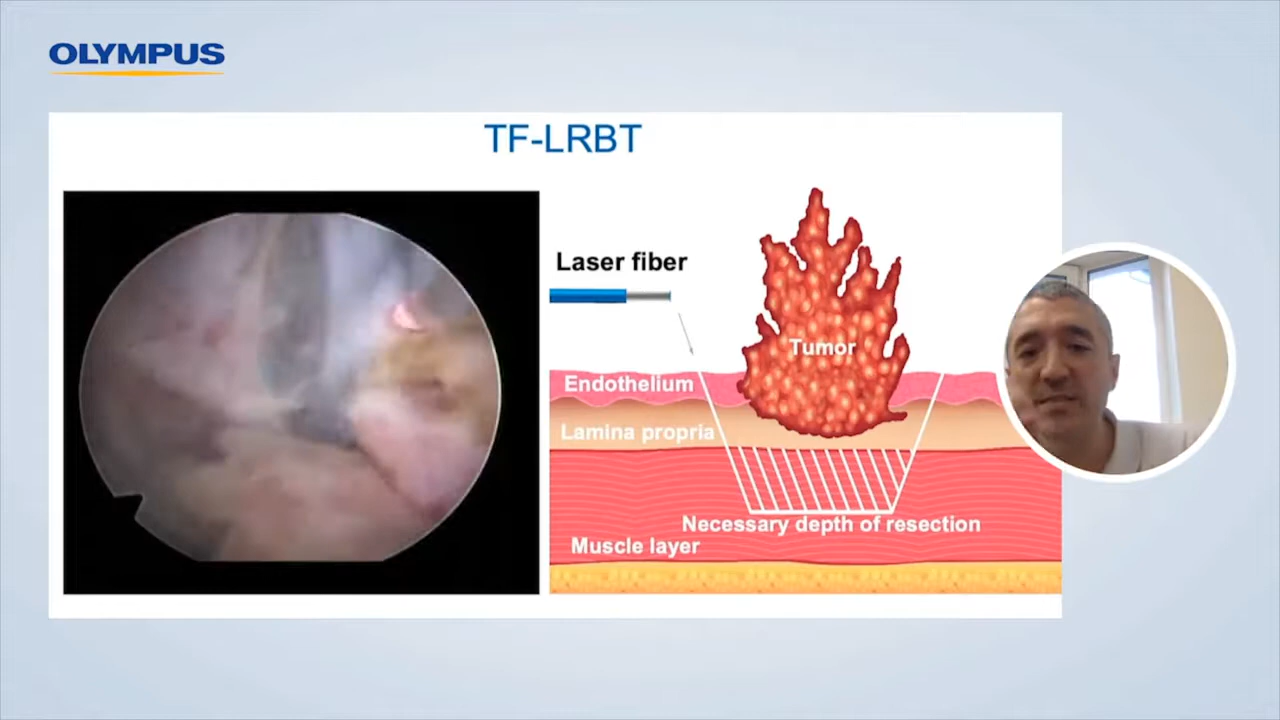 OLYMPUS
TF-LRBT
Laser fiber
Tumor
Endothelium
Lamina propria
Necessary depth of resection
Muscle layer